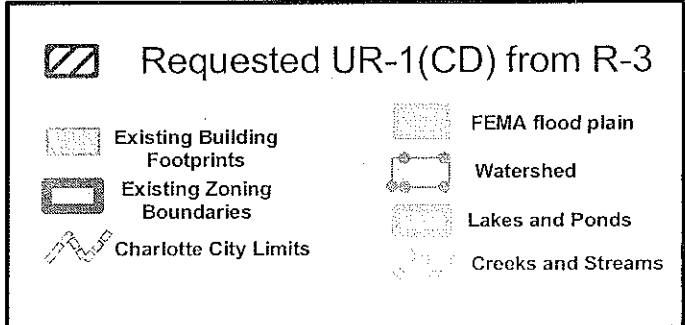 Requested UR-1(CD) from R-3
Existing Building
Footprints
Existing Zoning
Boundaries
Charlotte City Limits
FEMA flood plain
Watershed
Lakes and Ponds
Creeks and Streams